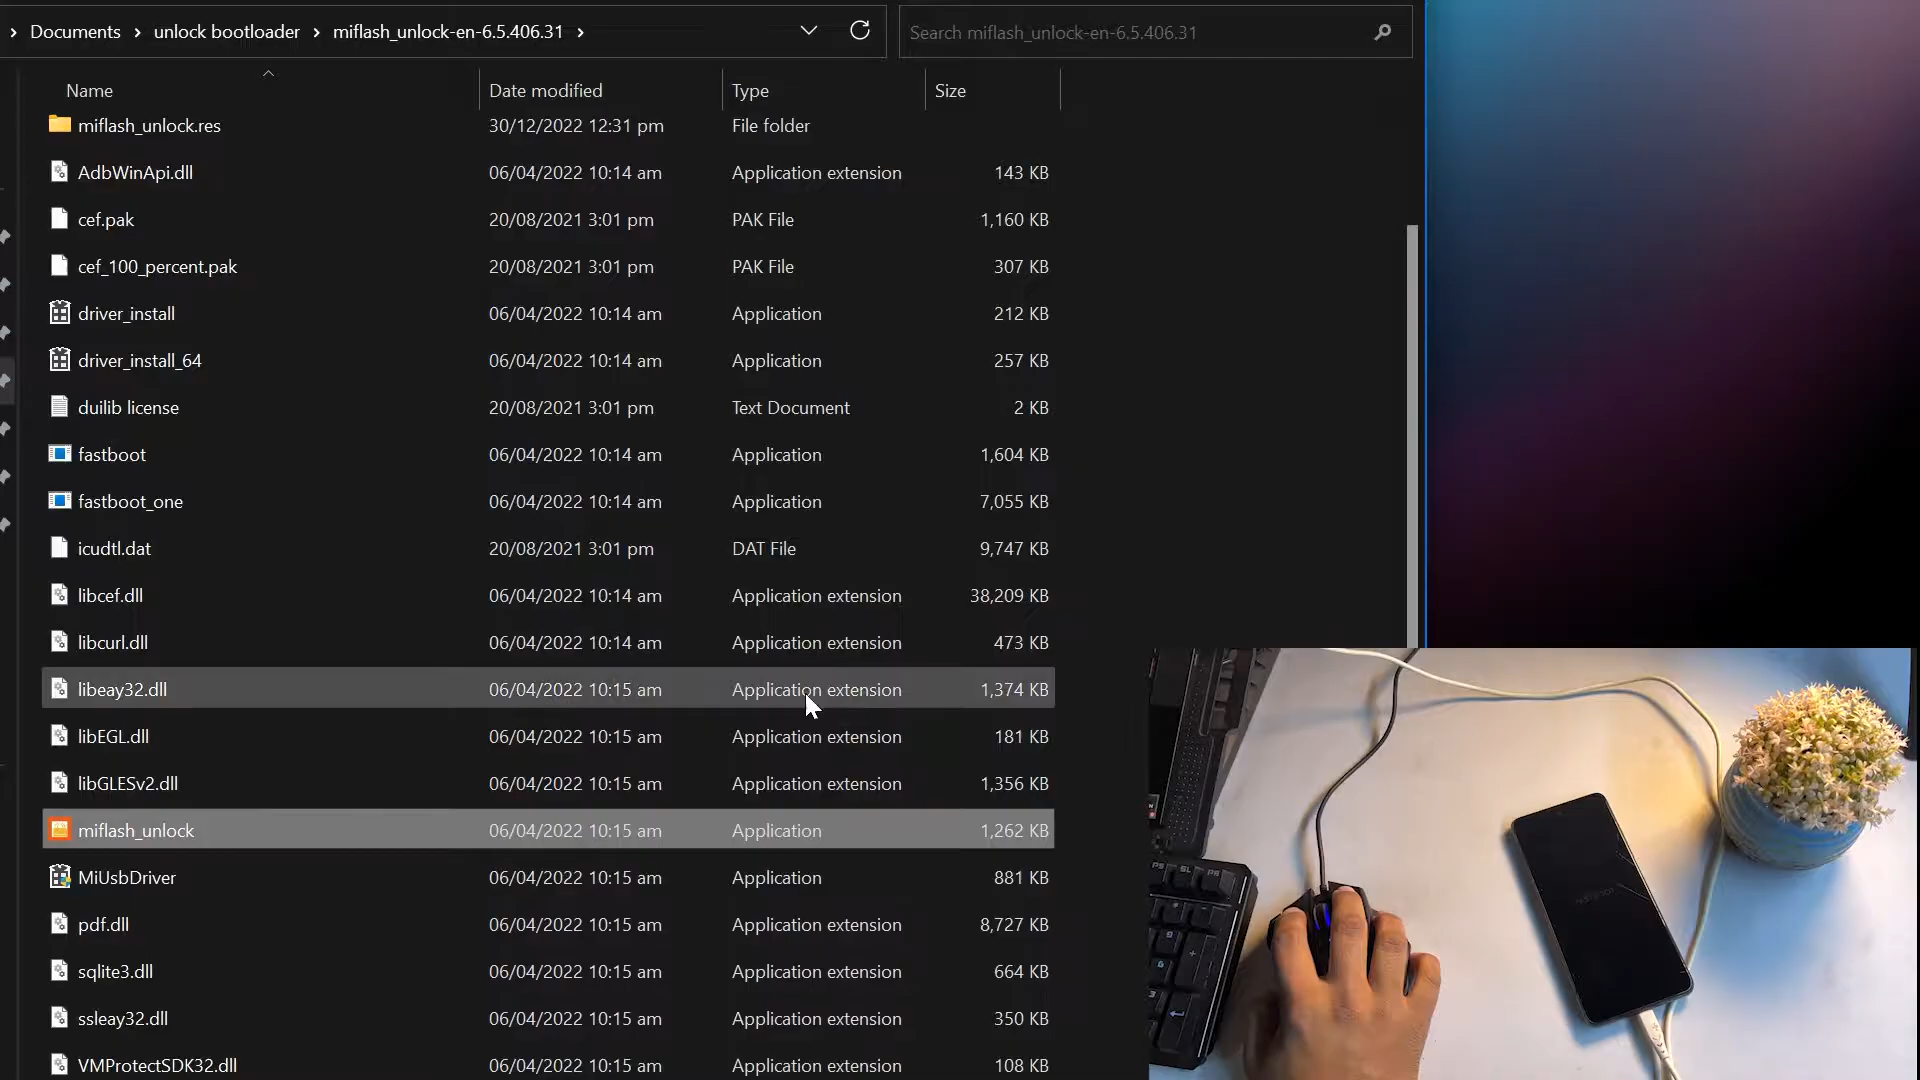 Documents > unlock bootloader > miflash_unlock-en-6.5.406.31 >
Search miflash_unlock-en-6.5.406.31
Name Date modified Type Size
miflash_unlock.res 30/12/2022 12:31 pm File folder
AdbWinApi.dll 06/04/2022 10:14 am Application extension 143 KB
cef.pak 20/08/2021 3:01 pm PAK File 1,160 KB
cef_100_percent.pak 20/08/2021 3:01 pm PAK File 307 KB
driver_install 06/04/2022 10:14 am Application 212 KB
driver_install_64 06/04/2022 10:14 am Application 257 KB
duilib license 20/08/2021 3:01 pm Text Document 2 KB
fastboot 06/04/2022 10:14 am Application 1,604 KB
fastboot_one 06/04/2022 10:14 am Application 7,055 KB
icudtl.dat 20/08/2021 3:01 pm DAT File 9,747 KB
libcef.dll 06/04/2022 10:14 am Application extension 38,209 KB
libcurl.dll 06/04/2022 10:14 am Application extension 473 KB
libeay32.dll 06/04/2022 10:15 am Application extension 1,374 KB
libEGL.dll 06/04/2022 10:15 am Application extension 181 KB
libGLESv2.dll 06/04/2022 10:15 am Application extension 1,356 KB
miflash_unlock 06/04/2022 10:15 am Application 1,262 KB
MiUsbDriver 06/04/2022 10:15 am Application 881 KB
pdf.dll 06/04/2022 10:15 am Application extension 8,727 KB
sqlite3.dll 06/04/2022 10:15 am Application extension 664 KB
ssleay32.dll 06/04/2022 10:15 am Application extension 350 KB
VMProtectSDK32.dll 06/04/2022 10:15 am Application extension 108 KB